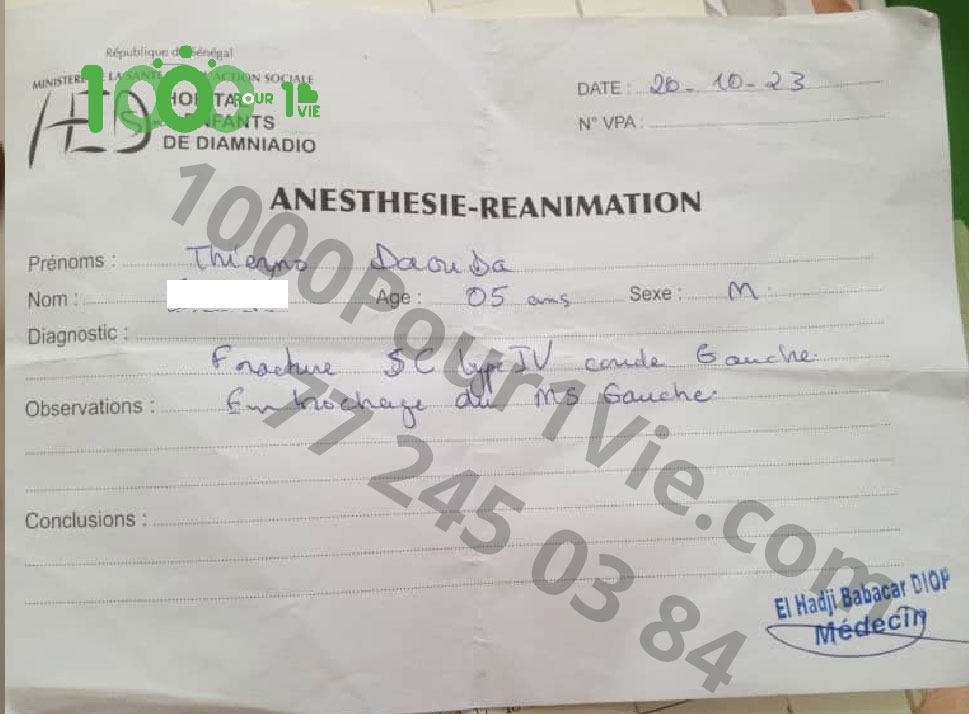 République du Sénégal
MINISTERE DE LA SANTE L'ACTION SOCIALE
1000 POUR 1 VIE
HOPITAL
ENFANTS
DE DIAMNIADIO
DATE : 20-10-23
N° VPA :
ANESTHESIE-REANIMATION
Prénoms : Thierno Daouda
Nom : Age : 05 ans Sexe : M
Diagnostic :
Fracture SC type IV coude Gauche.
Observations : Embrochage du MS Gauche.
Conclusions :
1000Pour1Vie.com
77 245 03 84
El Hadji Babacar DIOP
Médecin